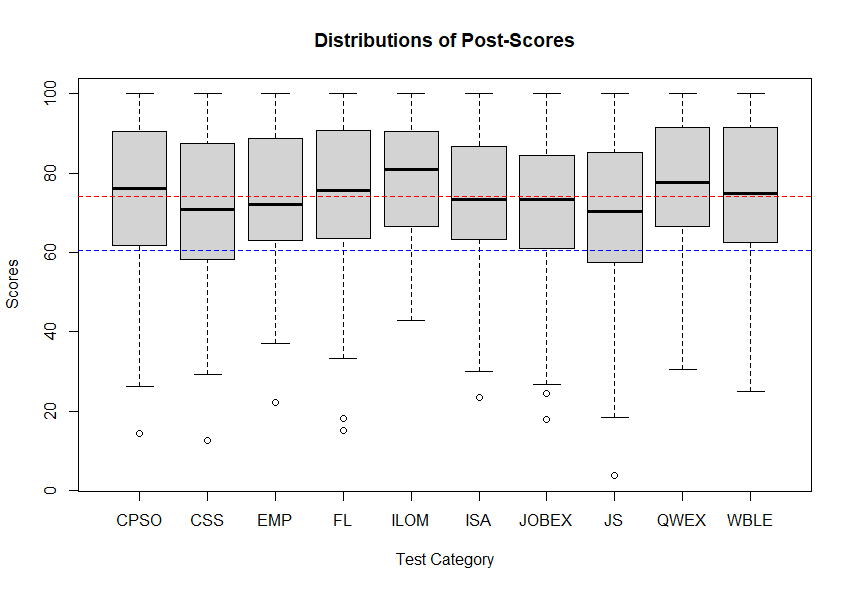 Distributions of Post-Scores
100
80
60
40
20
0
Scores
CPSO CSS EMP FL ILOM ISA JOBEX JS QWEX WBLE
Test Category